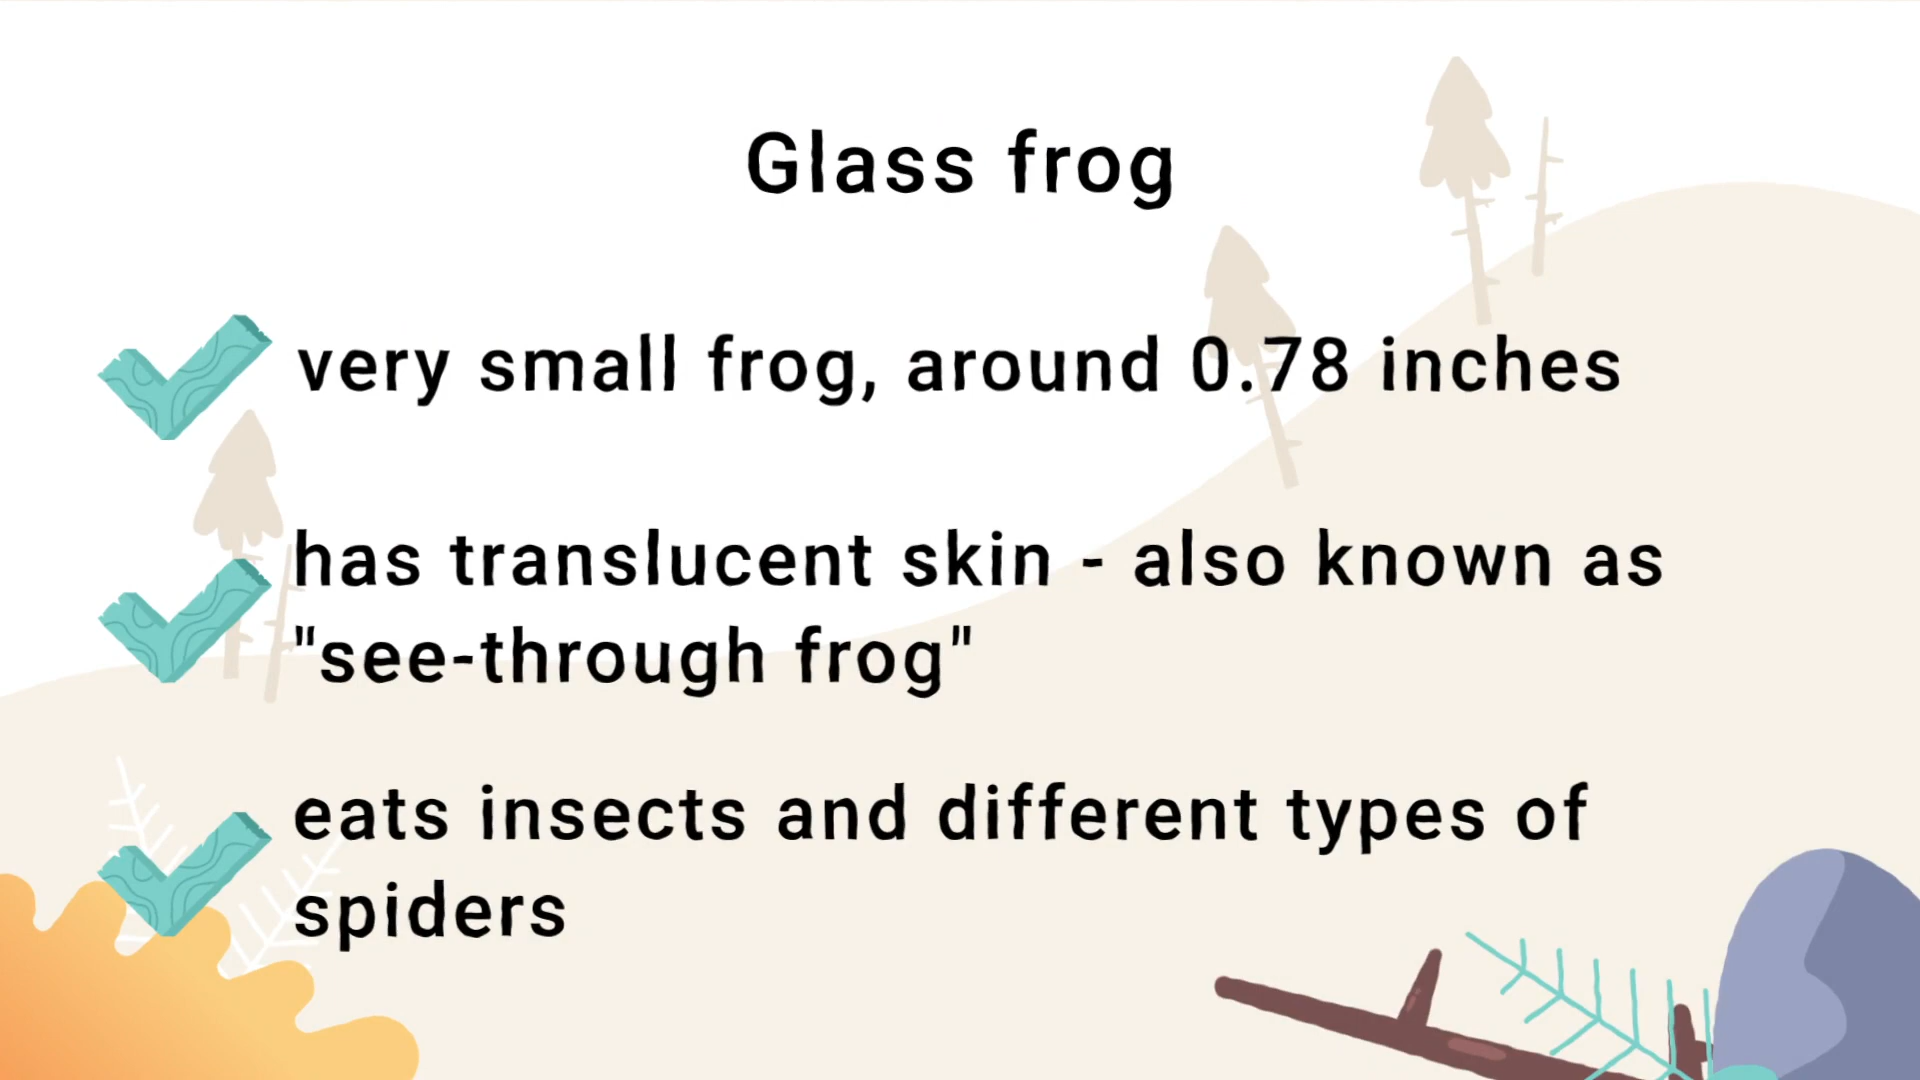 Glass frog
very small frog, around 0.78 inches
has translucent skin - also known as
"see-through frog"
eats insects and different types of
spiders